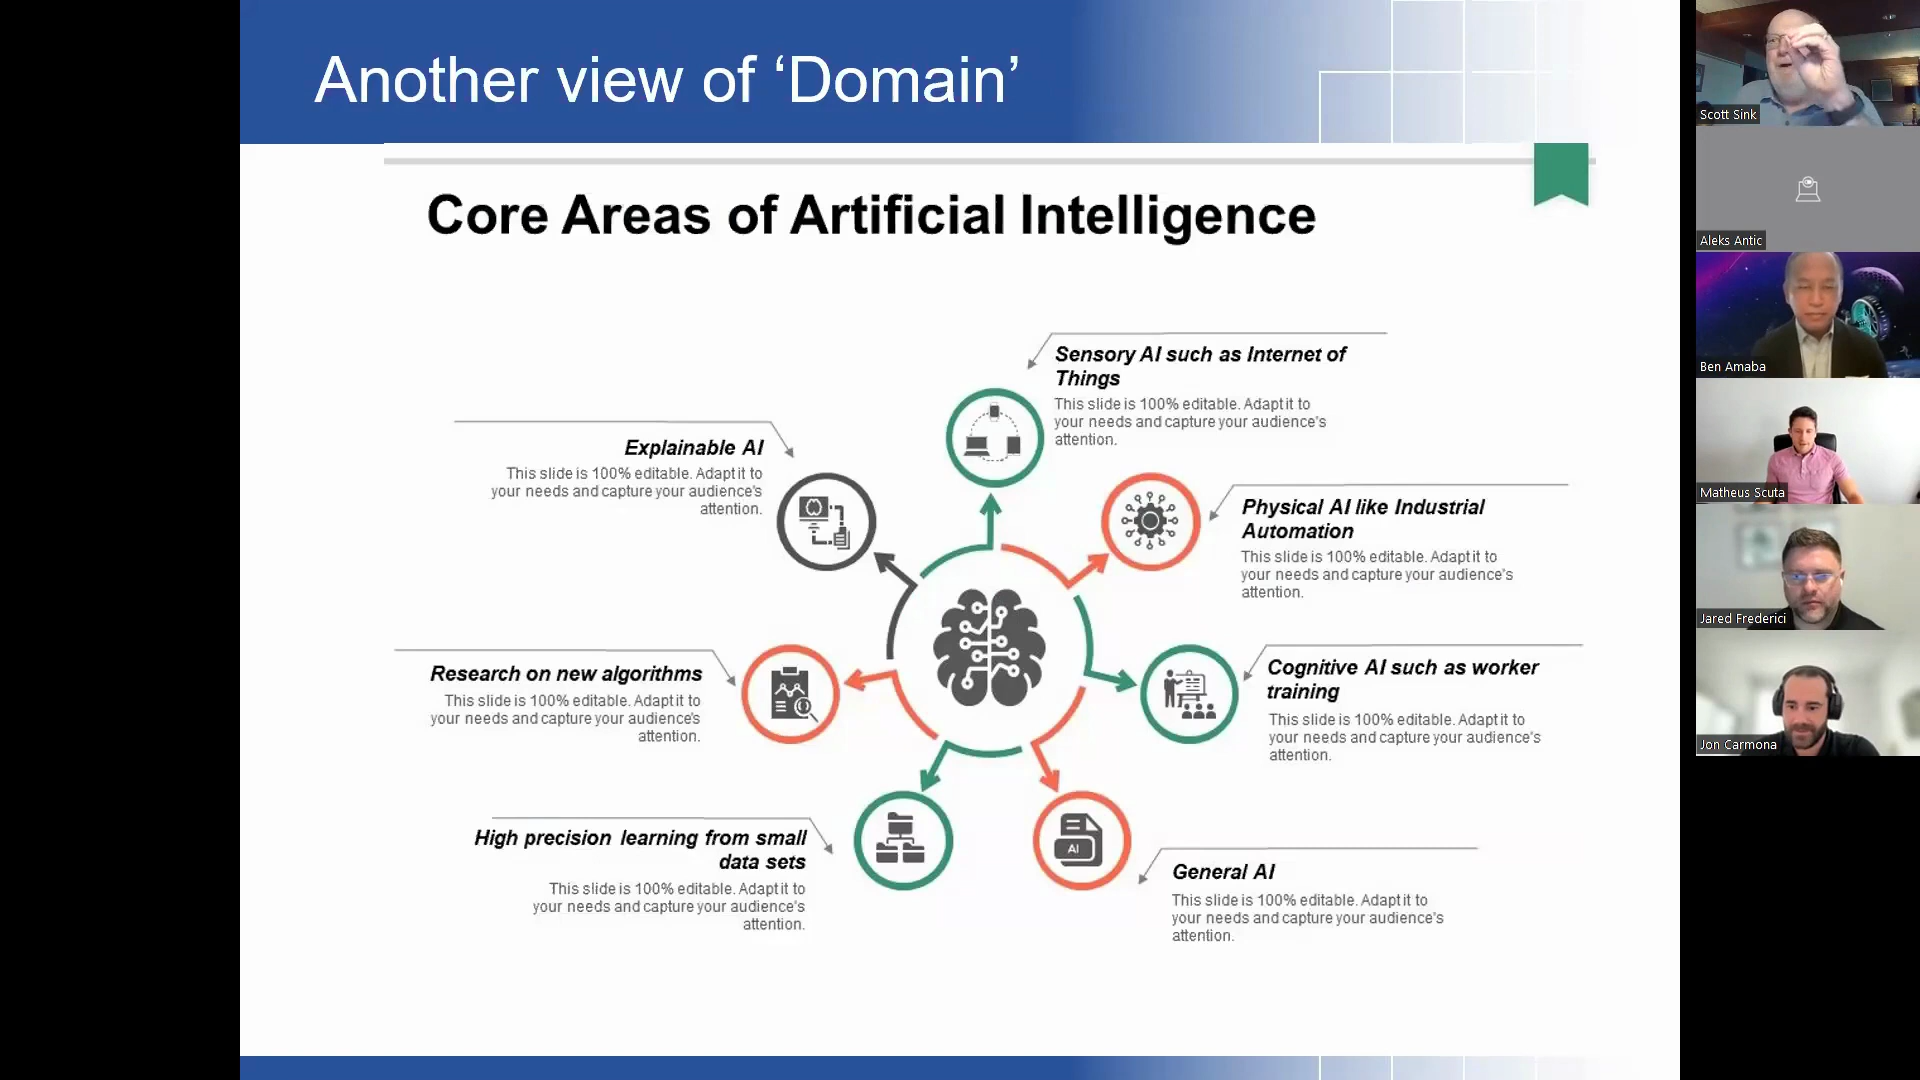 Another view of ‘Domain’
Core Areas of Artificial Intelligence
Sensory AI such as Internet of
Things
This slide is 100% editable. Adapt it to
your needs and capture your audience's
attention.
Explainable AI
This slide is 100% editable. Adapt it to
your needs and capture your audience's
attention.
Physical AI like Industrial
Automation
This slide is 100% editable. Adapt it to
your needs and capture your audience's
attention.
Research on new algorithms
This slide is 100% editable. Adapt it to
your needs and capture your audience's
attention.
Cognitive AI such as worker
training
This slide is 100% editable. Adapt it to
your needs and capture your audience's
attention.
High precision learning from small
data sets
This slide is 100% editable. Adapt it to
your needs and capture your audience's
attention.
AI
General AI
This slide is 100% editable. Adapt it to
your needs and capture your audience's
attention.
Scott Sink
Aleks Antic
Ben Amaba
Matheus Scuta
Jared Frederici
Jon Carmona